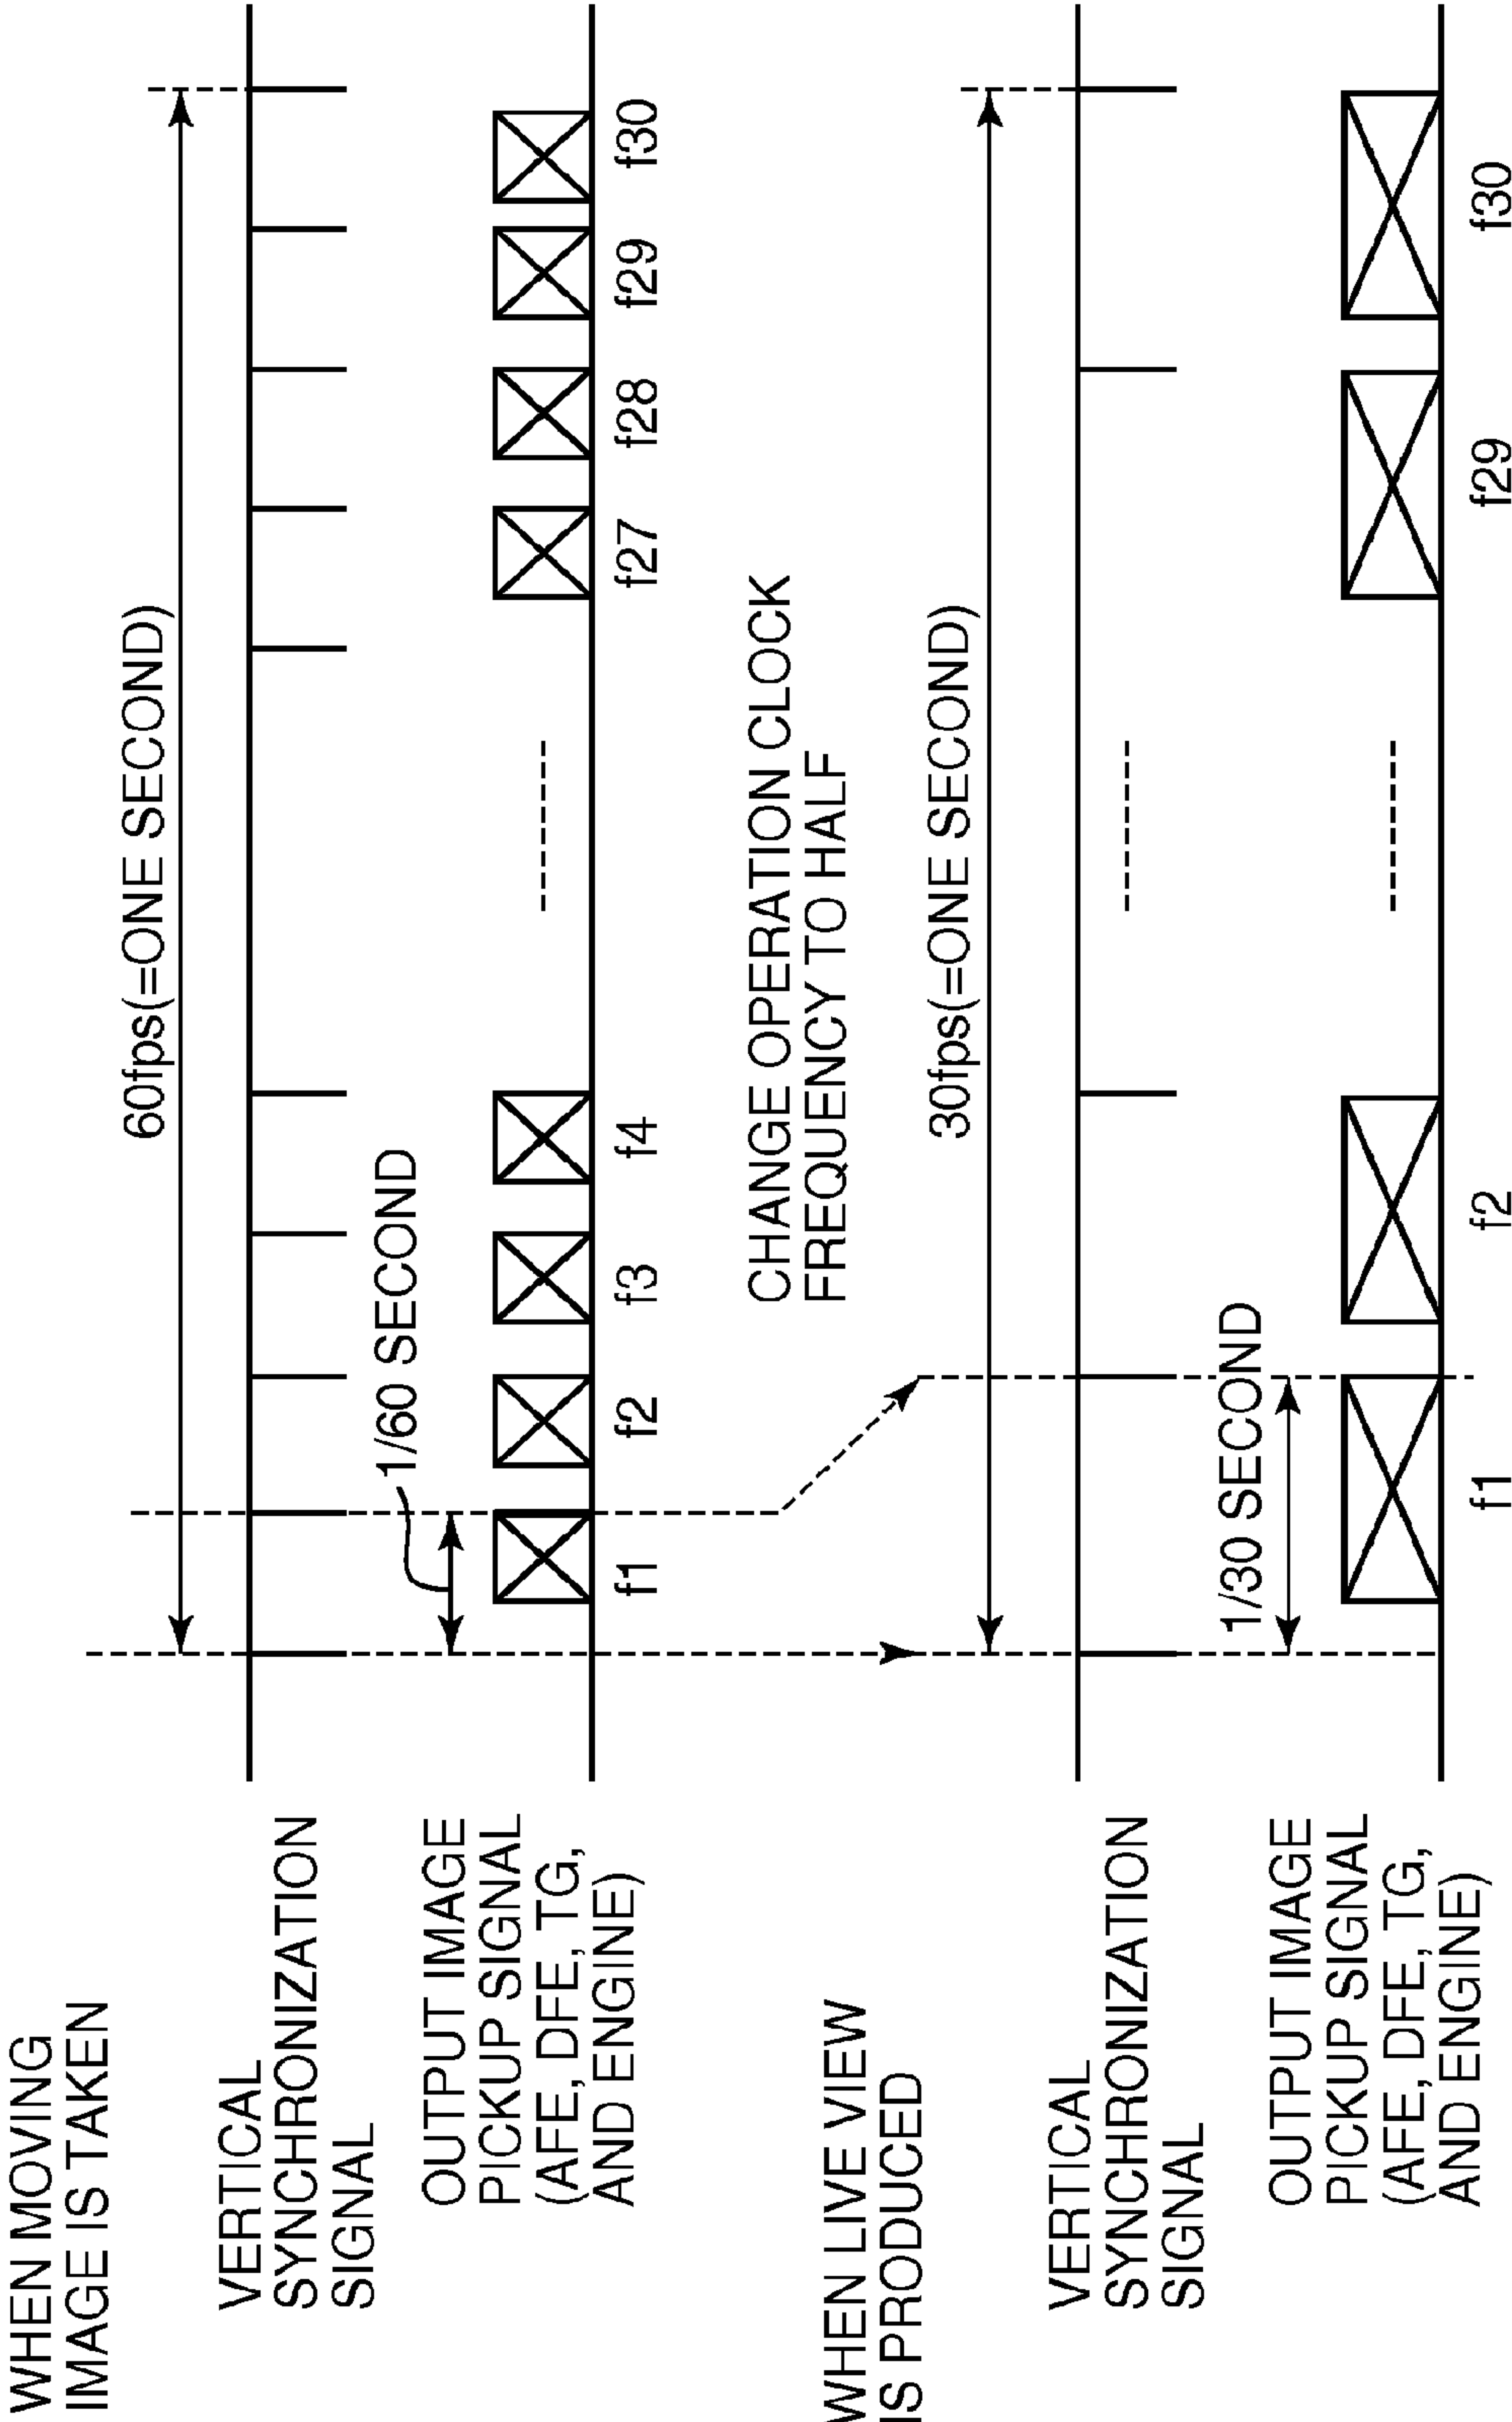 WHEN MOVING
IMAGE IS TAKEN
60fps(=ONE SECOND)
VERTICAL
SYNCHRONIZATION
SIGNAL
1/60 SECOND
OUTPUT IMAGE
PICKUP SIGNAL
(AFE, DFE, TG,
AND ENGINE)
f1 f2 f3 f4 f27 f28 f29 f30
CHANGE OPERATION CLOCK
FREQUENCY TO HALF
WHEN LIVE VIEW
IS PRODUCED
30fps(=ONE SECOND)
VERTICAL
SYNCHRONIZATION
SIGNAL
1/30 SECOND
OUTPUT IMAGE
PICKUP SIGNAL
(AFE, DFE, TG,
AND ENGINE)
f1 f2 f29 f30